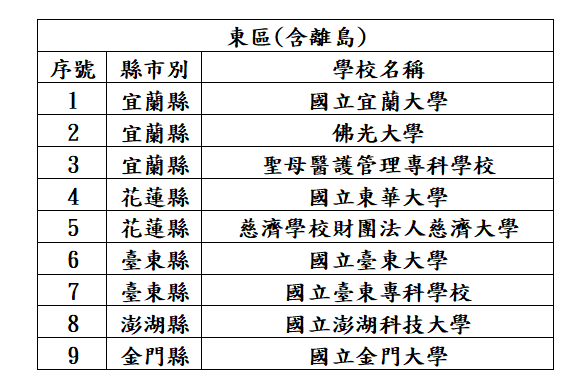 東區(含離島)
序號 縣市別 學校名稱
1 宜蘭縣 國立宜蘭大學
2 宜蘭縣 佛光大學
3 宜蘭縣 聖母醫護管理專科學校
4 花蓮縣 國立東華大學
5 花蓮縣 慈濟學校財團法人慈濟大學
6 臺東縣 國立臺東大學
7 臺東縣 國立臺東專科學校
8 澎湖縣 國立澎湖科技大學
9 金門縣 國立金門大學